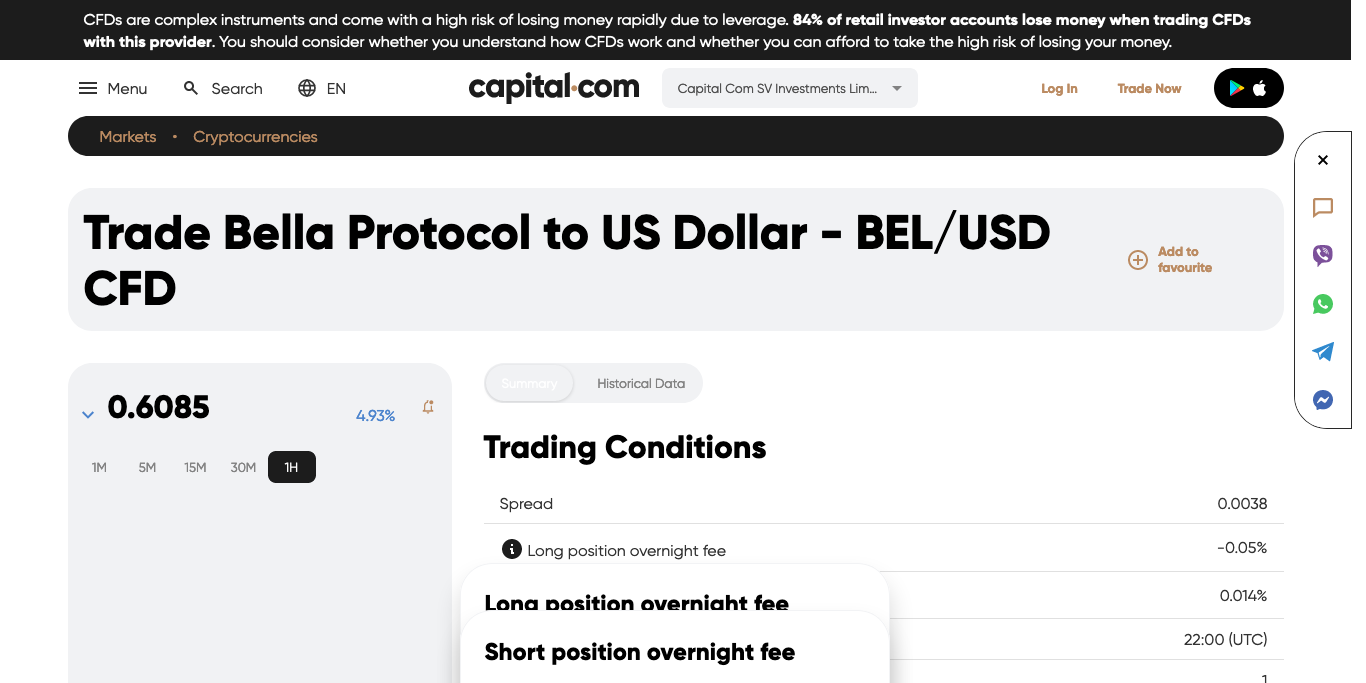 CFDs are complex instruments and come with a high risk of losing money rapidly due to leverage. 84% of retail investor accounts lose money when trading CFDs
with this provider. You should consider whether you understand how CFDs work and whether you can afford to take the high risk of losing your money.
Menu Search EN capital.com Capital Com SV Investments Lim... Log In Trade Now
Markets • Cryptocurrencies
Trade Bella Protocol to US Dollar - BEL/USD
CFD
Add to
favourite
0.6085
4.93%
1M 5M 15M 30M 1H
Summary Historical Data
Trading Conditions
Spread 0.0038
Long position overnight fee -0.05%
Long position overnight fee
0.014%
Short position overnight fee
22:00 (UTC)
1